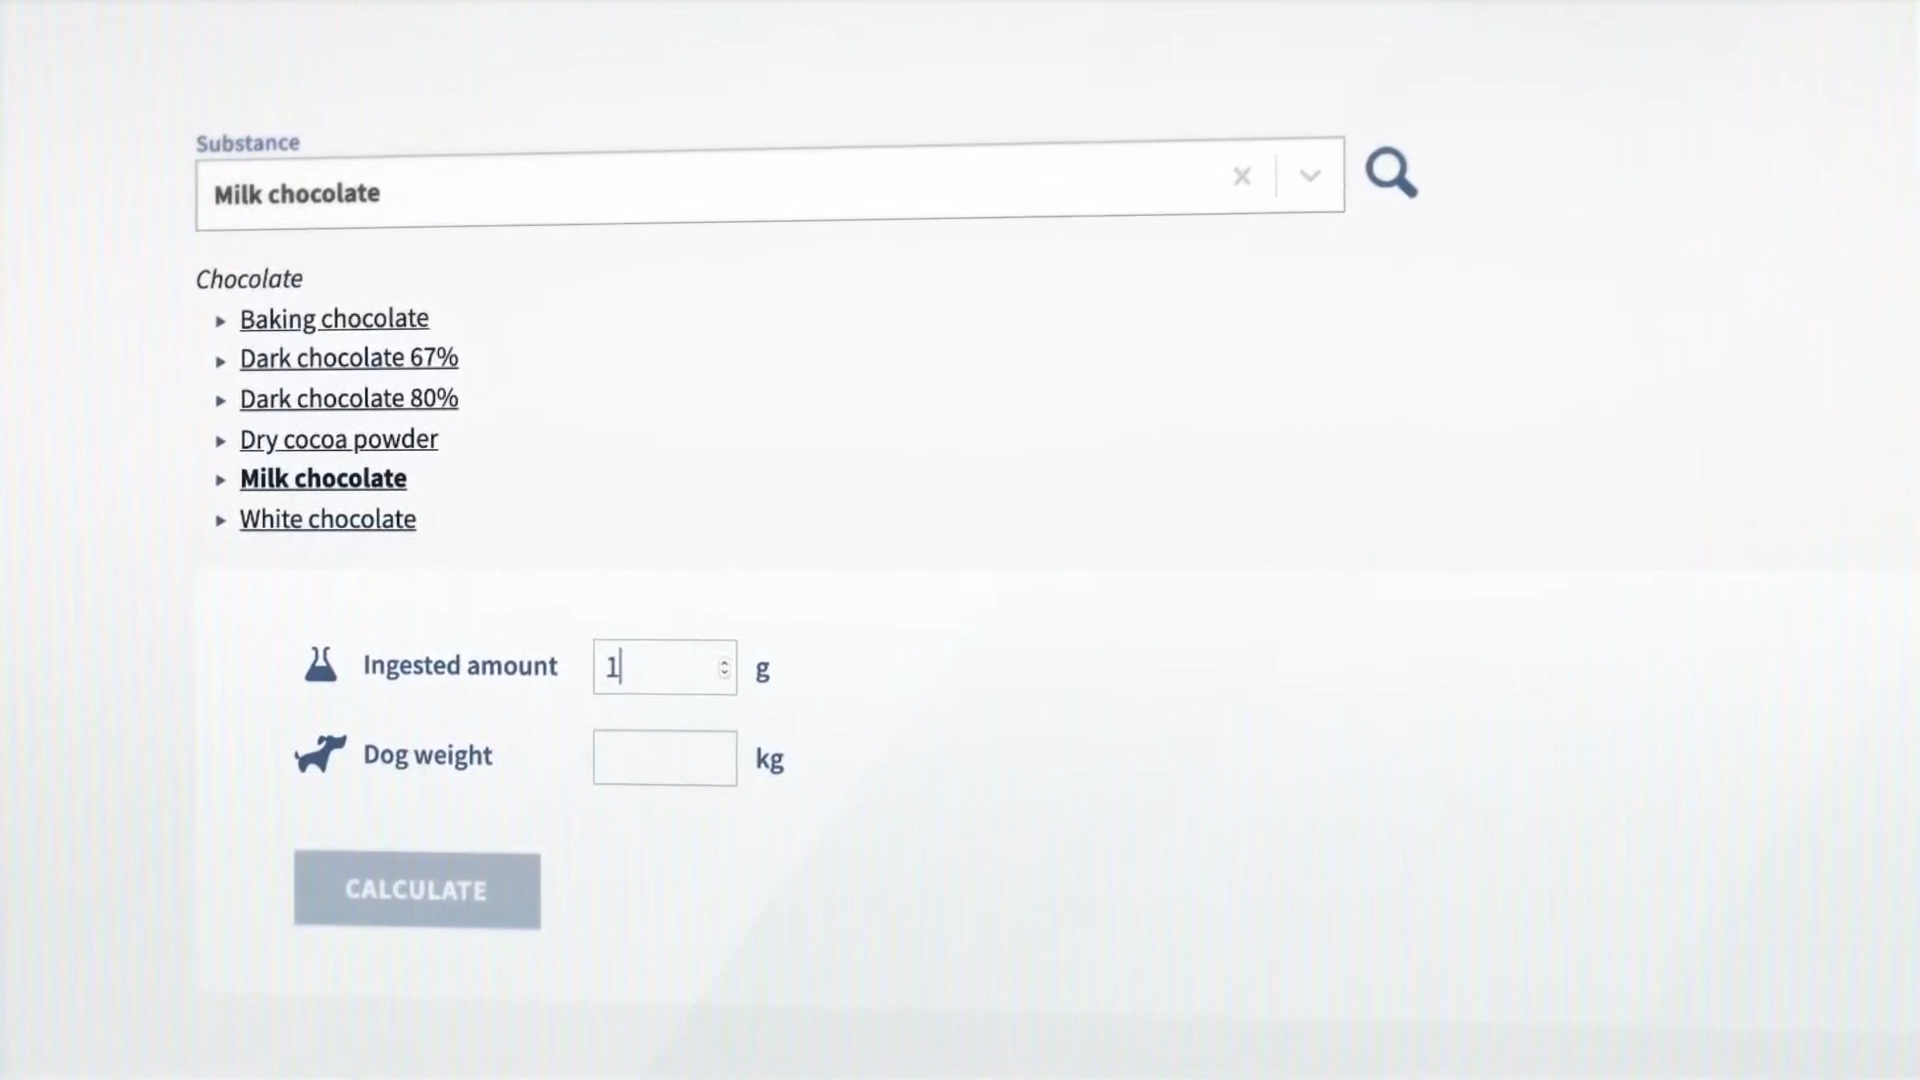 Substance
Milk chocolate
Chocolate
Baking chocolate
Dark chocolate 67%
Dark chocolate 80%
Dry cocoa powder
Milk chocolate
White chocolate
Ingested amount 1 g
Dog weight kg
CALCULATE